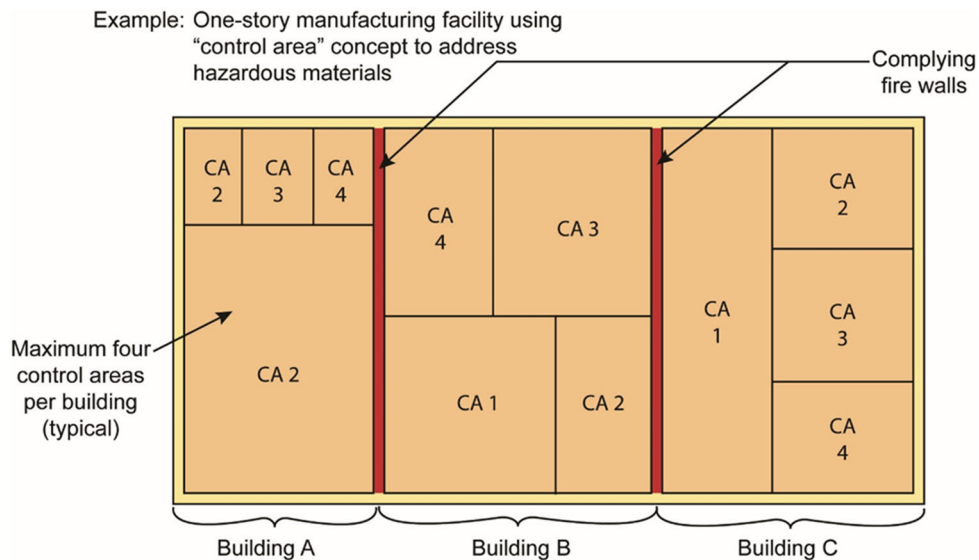 Example: One-story manufacturing facility using
“control area” concept to address
hazardous materials
Complying
fire walls
CA
2
CA
3
CA
4
CA 2
Maximum four
control areas
per building
(typical)
CA
4
CA 3
CA 1
CA 2
CA
1
CA
2
CA
3
CA
4
Building A
Building B
Building C